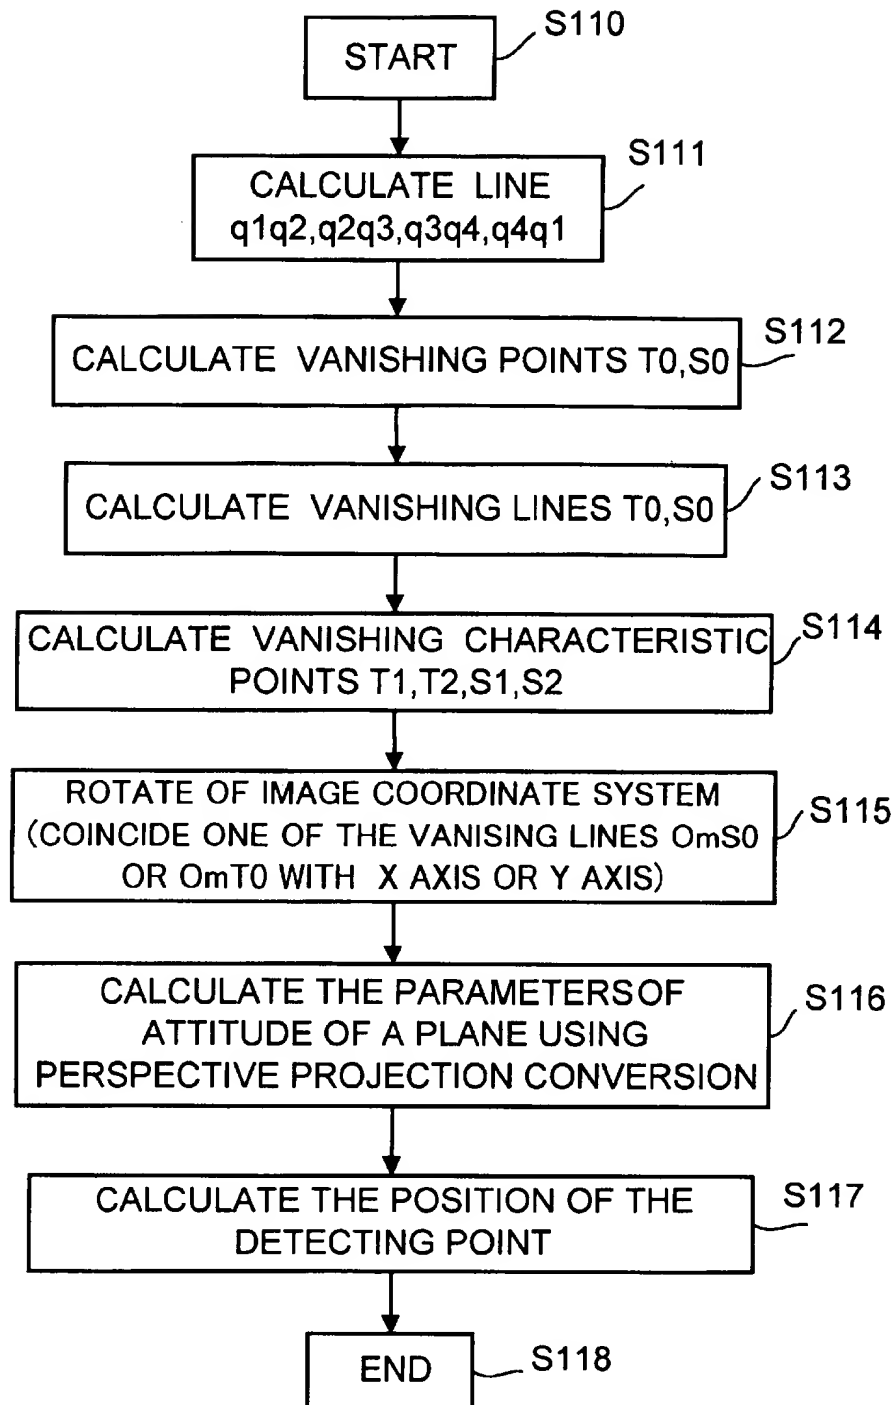 START
S110
CALCULATE LINE
q1q2,q2q3,q3q4,q4q1
S111
CALCULATE VANISHING POINTS T0,S0
S112
CALCULATE VANISHING LINES T0,S0
S113
CALCULATE VANISHING CHARACTERISTIC
POINTS T1,T2,S1,S2
S114
ROTATE OF IMAGE COORDINATE SYSTEM
(COINCIDE ONE OF THE VANISING LINES OmS0
OR OmT0 WITH X AXIS OR Y AXIS)
S115
CALCULATE THE PARAMETERS OF
ATTITUDE OF A PLANE USING
PERSPECTIVE PROJECTION CONVERSION
S116
CALCULATE THE POSITION OF THE
DETECTING POINT
S117
END
S118